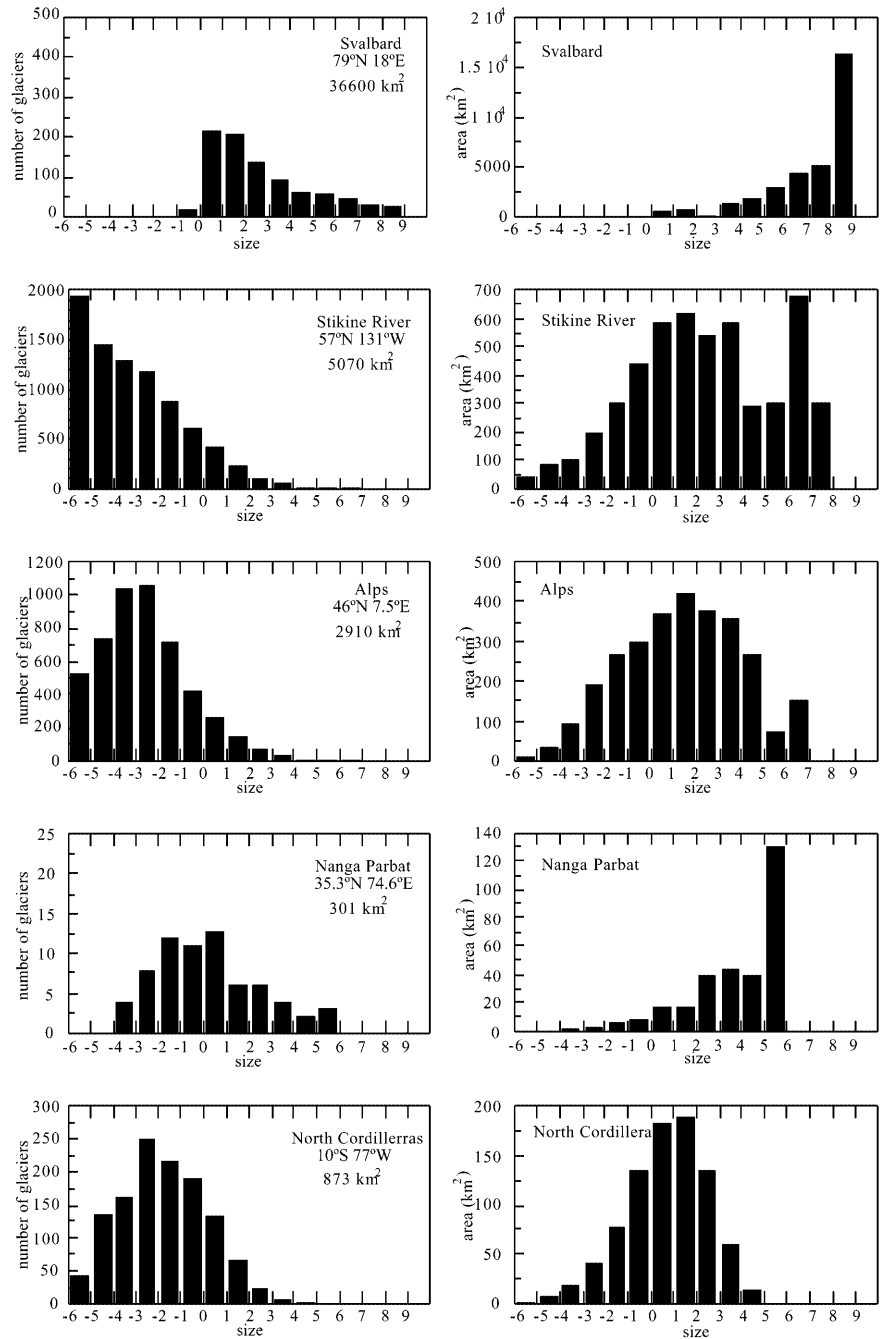 500
400
300
200
100
0
number of glaciers
Svalbard
79ºN 18ºE
36600 km2
-6 -5 -4 -3 -2 -1 0 1 2 3 4 5 6 7 8 9
size
2 10 4
1.5 10 4
1 10 4
5000
0
area (km2)
Svalbard
-6 -5 -4 -3 -2 -1 0 1 2 3 4 5 6 7 8 9
size
2000
1500
1000
500
0
number of glaciers
Stikine River
57ºN 131ºW
5070 km2
-6 -5 -4 -3 -2 -1 0 1 2 3 4 5 6 7 8 9
size
700
600
500
400
300
200
100
0
area (km2)
Stikine River
-6 -5 -4 -3 -2 -1 0 1 2 3 4 5 6 7 8 9
size
1200
1000
800
600
400
200
0
number of glaciers
Alps
46ºN 7.5ºE
2910 km2
-6 -5 -4 -3 -2 -1 0 1 2 3 4 5 6 7 8 9
size
500
400
300
200
100
0
area (km2)
Alps
-6 -5 -4 -3 -2 -1 0 1 2 3 4 5 6 7 8 9
size
25
20
15
10
5
0
number of glaciers
Nanga Parbat
35.3ºN 74.6ºE
301 km2
-6 -5 -4 -3 -2 -1 0 1 2 3 4 5 6 7 8 9
size
140
120
100
80
60
40
20
0
area (km2)
Nanga Parbat
-6 -5 -4 -3 -2 -1 0 1 2 3 4 5 6 7 8 9
size
300
250
200
150
100
50
0
number of glaciers
North Cordillerras
10ºS 77ºW
873 km2
-6 -5 -4 -3 -2 -1 0 1 2 3 4 5 6 7 8 9
size
200
150
100
50
0
area (km2)
North Cordillera
-6 -5 -4 -3 -2 -1 0 1 2 3 4 5 6 7 8 9
size